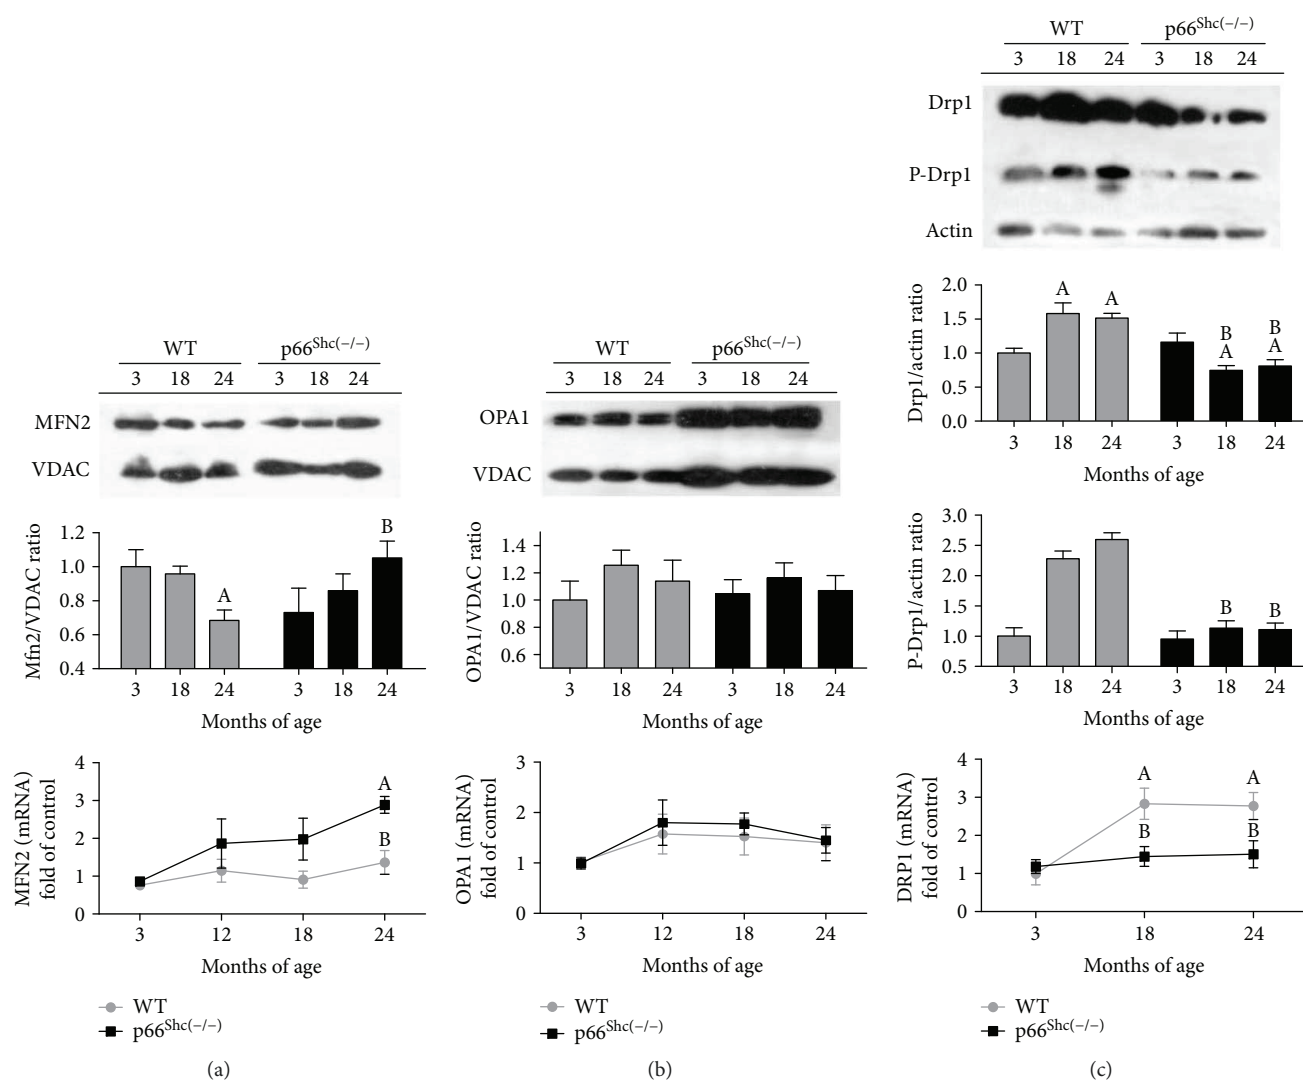 WT p66Shc(−/−)
3 18 24 3 18 24
MFN2
VDAC
Mfn2/VDAC ratio
1.2
1.0
0.8
0.6
0.4
A
B
3 18 24 3 18 24
Months of age
MFN2 (mRNA)
fold of control
4
3
2
1
0
A
B
3 12 18 24
Months of age
WT
p66Shc(−/−)
(a)
WT p66Shc(−/−)
3 18 24 3 18 24
OPA1
VDAC
OPA1/VDAC ratio
1.4
1.2
1.0
0.8
0.6
3 18 24 3 18 24
Months of age
OPA1 (mRNA)
fold of control
3
2
1
0
3 12 18 24
Months of age
WT
p66Shc(−/−)
(b)
WT p66Shc(−/−)
3 18 24 3 18 24
Drp1
P-Drp1
Actin
Drp1/actin ratio
2.0
1.5
1.0
0.5
0.0
A A
B B
A A
3 18 24 3 18 24
Months of age
P-Drp1/actin ratio
3.0
2.5
2.0
1.5
1.0
0.5
B B
3 18 24 3 18 24
Months of age
DRP1 (mRNA)
fold of control
4
3
2
1
0
A A
B B
3 18 24
Months of age
WT
p66Shc(−/−)
(c)